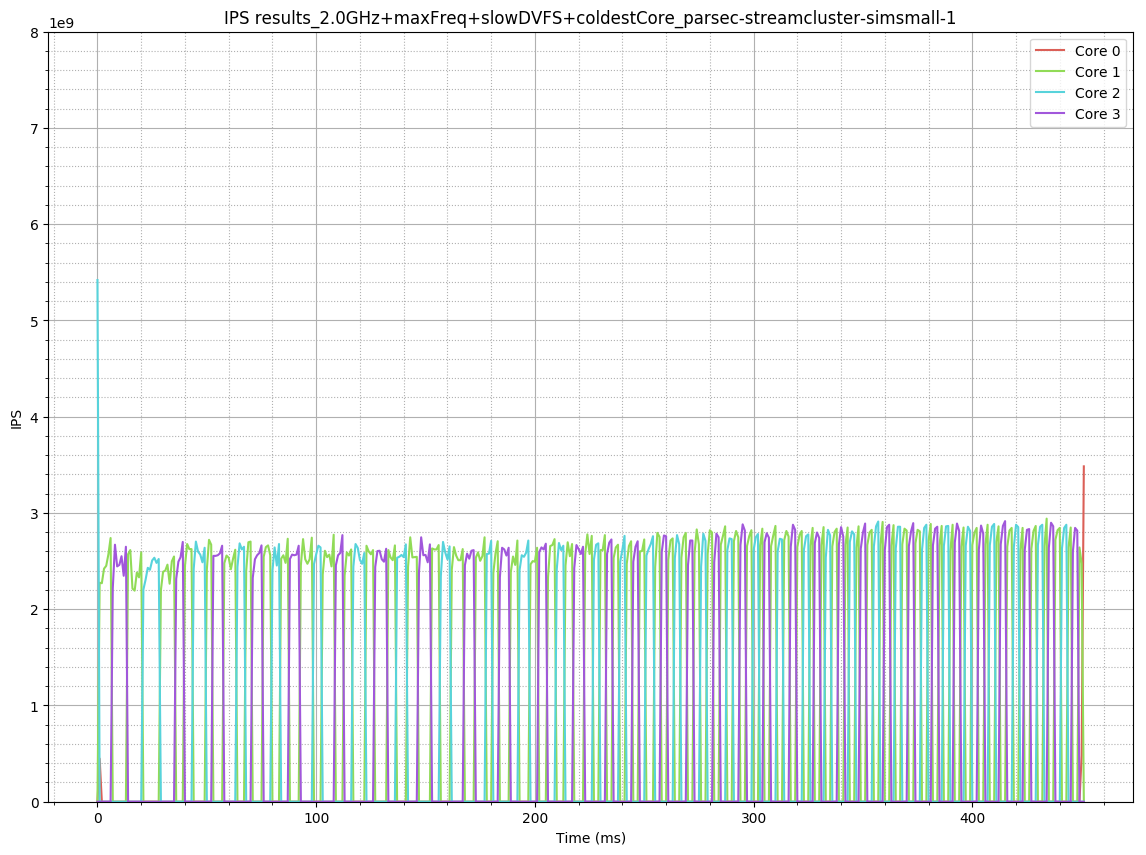 IPS results_2.0GHz+maxFreq+slowDVFS+coldestCore_parsec-streamcluster-simsmall-1
1e9
8
7
6
5
4
3
2
1
0
IPS
0 100 200 300 400
Time (ms)
Core 0
Core 1
Core 2
Core 3